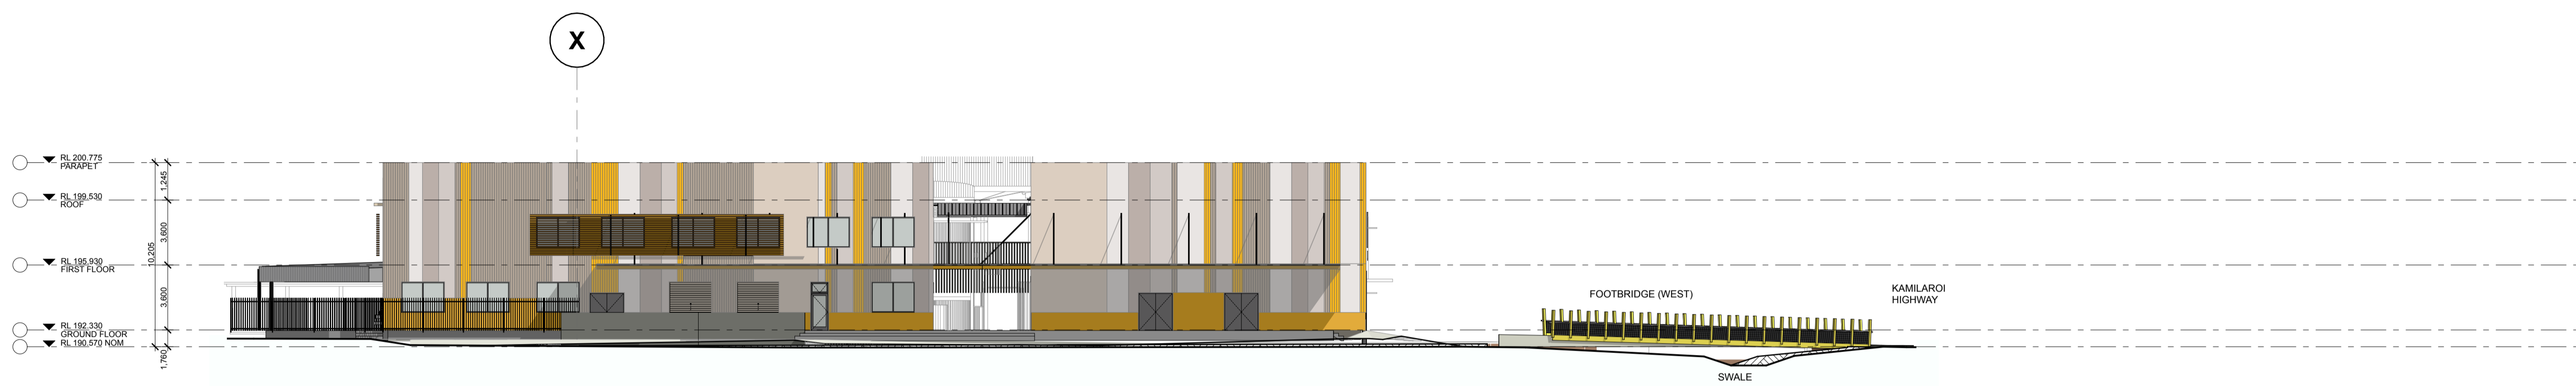 X
RL 200.775
PARAPET
1,245
RL 199.530
ROOF
3,600
10,205
RL 195.930
FIRST FLOOR
3,600
RL 192.330
GROUND FLOOR
RL 190.570 NOM
1,760
FOOTBRIDGE (WEST)
KAMILAROI
HIGHWAY
SWALE